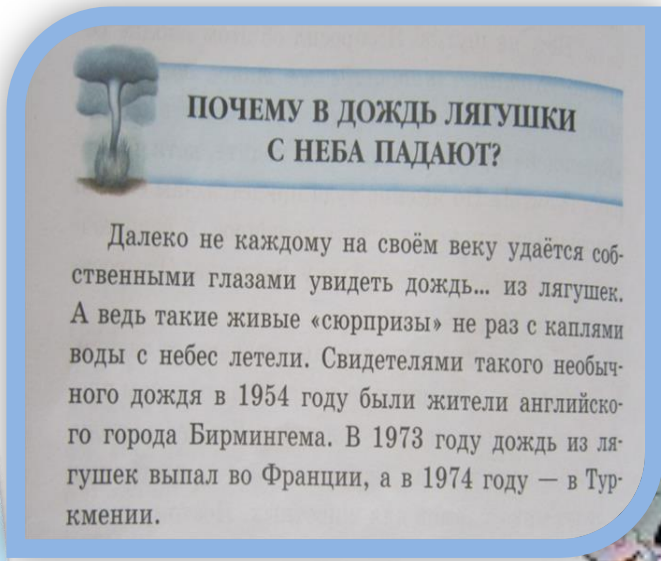 ПОЧЕМУ В ДОЖДЬ ЛЯГУШКИ
С НЕБА ПАДАЮТ?
Далеко не каждому на своём веку удаётся соб-
ственными глазами увидеть дождь... из лягушек.
А ведь такие живые «сюрпризы» не раз с каплями
воды с небес летели. Свидетелями такого необыч-
ного дождя в 1954 году были жители английско-
го города Бирмингема. В 1973 году дождь из ля-
гушек выпал во Франции, а в 1974 году — в Тур-
кмении.